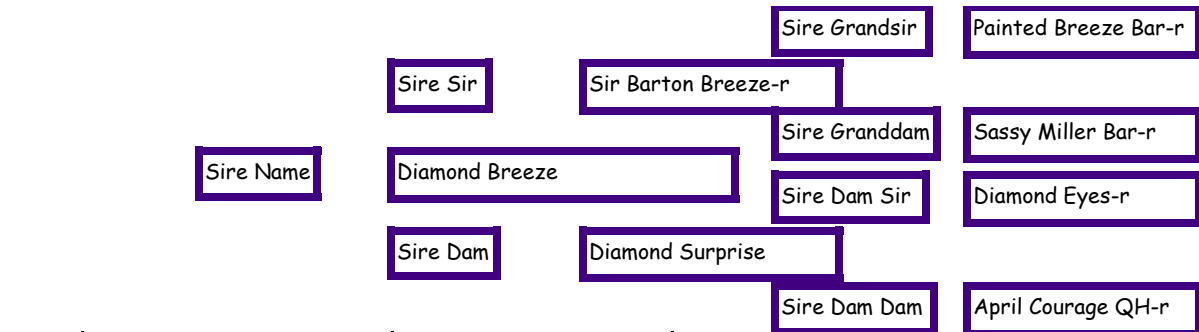 Sire Grandsir Painted Breeze Bar-r
Sire Sir Sir Barton Breeze-r
Sire Granddam Sassy Miller Bar-r
Sire Name Diamond Breeze
Sire Dam Sir Diamond Eyes-r
Sire Dam Diamond Surprise
Sire Dam Dam April Courage QH-r